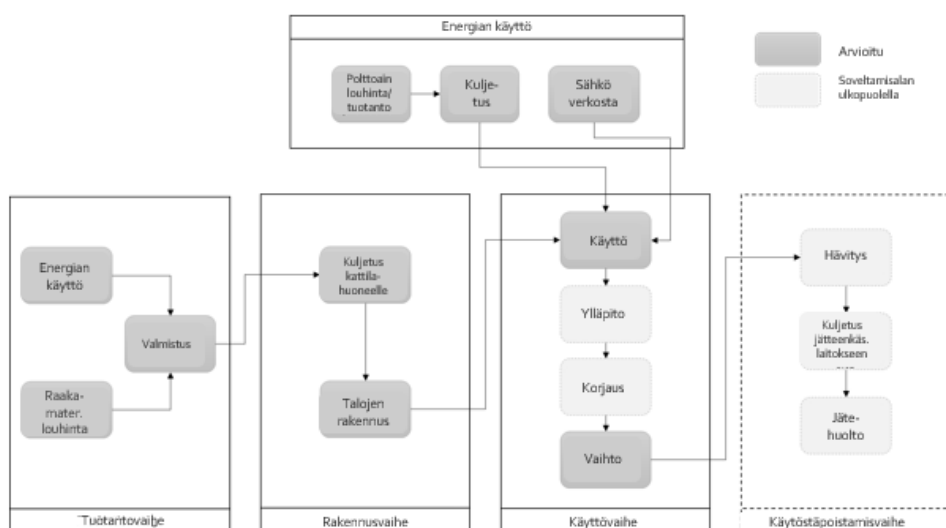 Energian käyttö
Polttoain
louhinta/
tuotanto
Kulje-
tus
Sähkö
verkosta
Arvioitu
Soveltamisalan
ulkopuolella
Energian
käyttö
Valmistus
Raaka-
mater.
louhinta
Tuotantovaihe
Kuljetus
kattila-
huoneelle
Talojen
rakennus
Rakennusvaihe
Käyttö
Ylläpito
Korjaus
Vaihto
Käyttövaihe
Hävitys
Kuljetus
jätteenkäs.
laitokseen
Jäte-
huolto
Käytöstäpoistamisvaihe